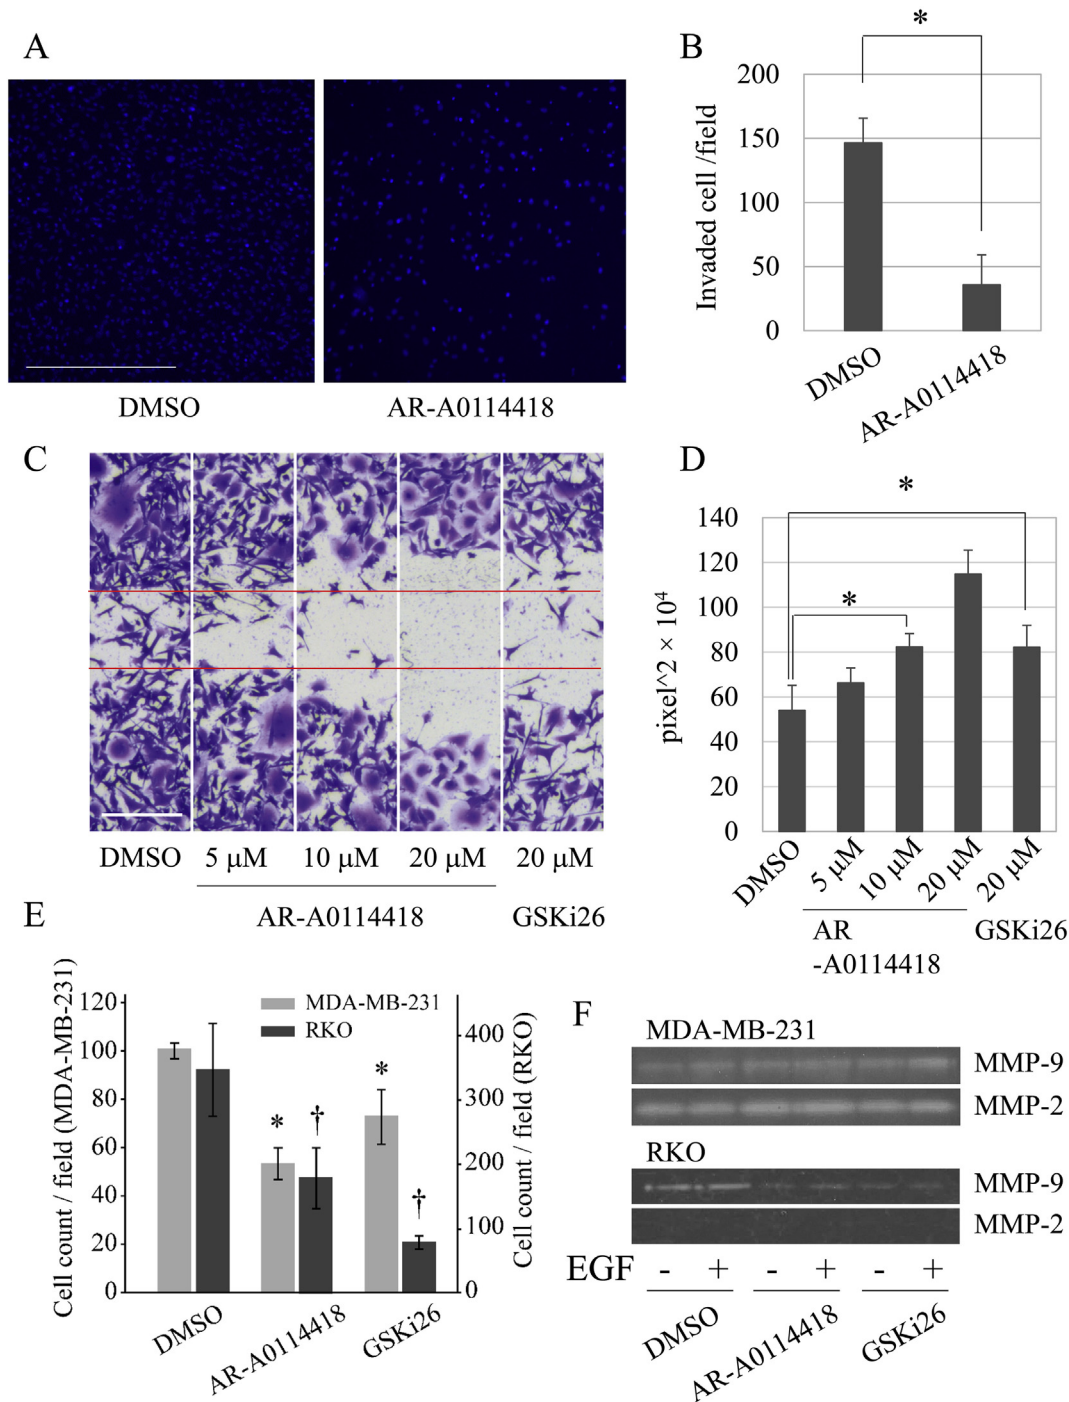 A
DMSO
AR-A0114418
B
*
Invaded cell /field
200
150
100
50
0
DMSO
AR-A0114418
C
DMSO
5 μM
10 μM
20 μM
20 μM
AR-A0114418
GSKi26
D
*
*
pixel^2 × 10⁴
140
120
100
80
60
40
20
0
DMSO
5 μM
10 μM
20 μM
20 μM
AR
-A0114418
GSKi26
E
Cell count / field (MDA-MB-231)
120
100
80
60
40
20
0
MDA-MB-231
RKO
*
†
*
†
400
300
200
100
0
Cell count / field (RKO)
DMSO
AR-A0114418
GSKi26
F
MDA-MB-231
MMP-9
MMP-2
RKO
MMP-9
MMP-2
EGF - + - + - +
DMSO
AR-A0114418
GSKi26